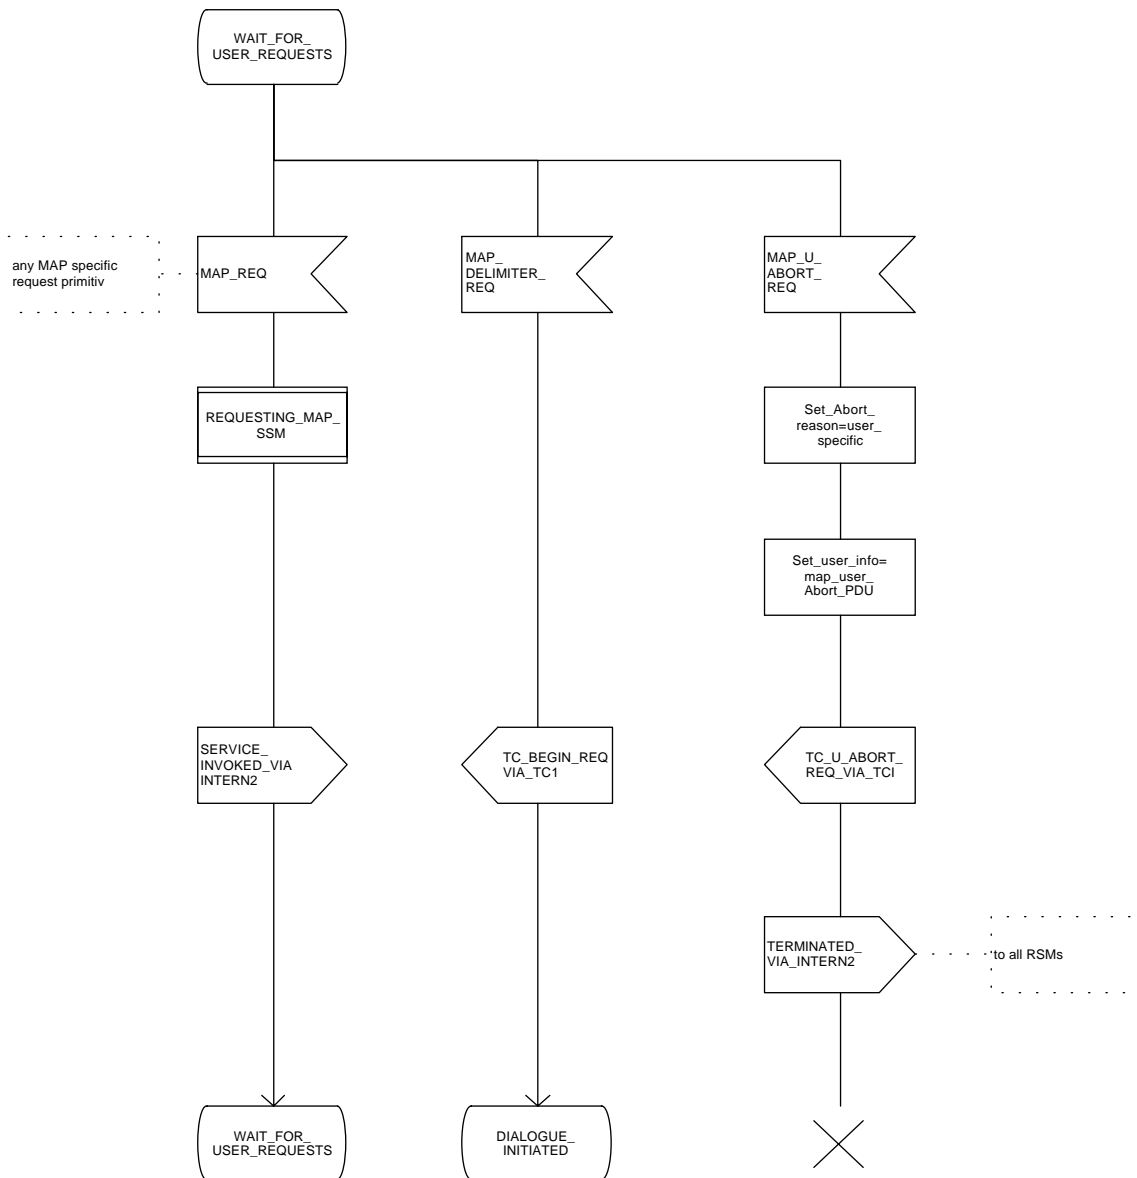 WAIT_FOR_
USER_REQUESTS
any MAP specific
request primitiv
MAP_REQ
MAP_
DELIMITER_
REQ
MAP_U_
ABORT_
REQ
REQUESTING_MAP_
SSM
Set_Abort_
reason=user_
specific
Set_user_info=
map_user_
Abort_PDU
SERVICE_
INVOKED_VIA
INTERN2
TC_BEGIN_REQ
VIA_TC1
TC_U_ABORT_
REQ_VIA_TCI
TERMINATED_
VIA_INTERN2
to all RSMs
WAIT_FOR_
USER_REQUESTS
DIALOGUE_
INITIATED